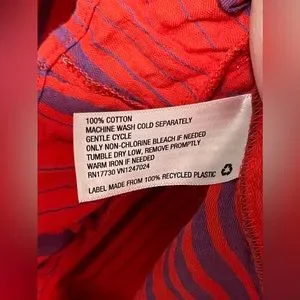 100% COTTON
MACHINE WASH COLD SEPARATELY
GENTLE CYCLE
ONLY NON-CHLORINE BLEACH IF NEEDED
TUMBLE DRY LOW, REMOVE PROMPTLY
WARM IRON IF NEEDED
RN17730 VN1247024
LABEL MADE FROM 100% RECYCLED PLASTIC